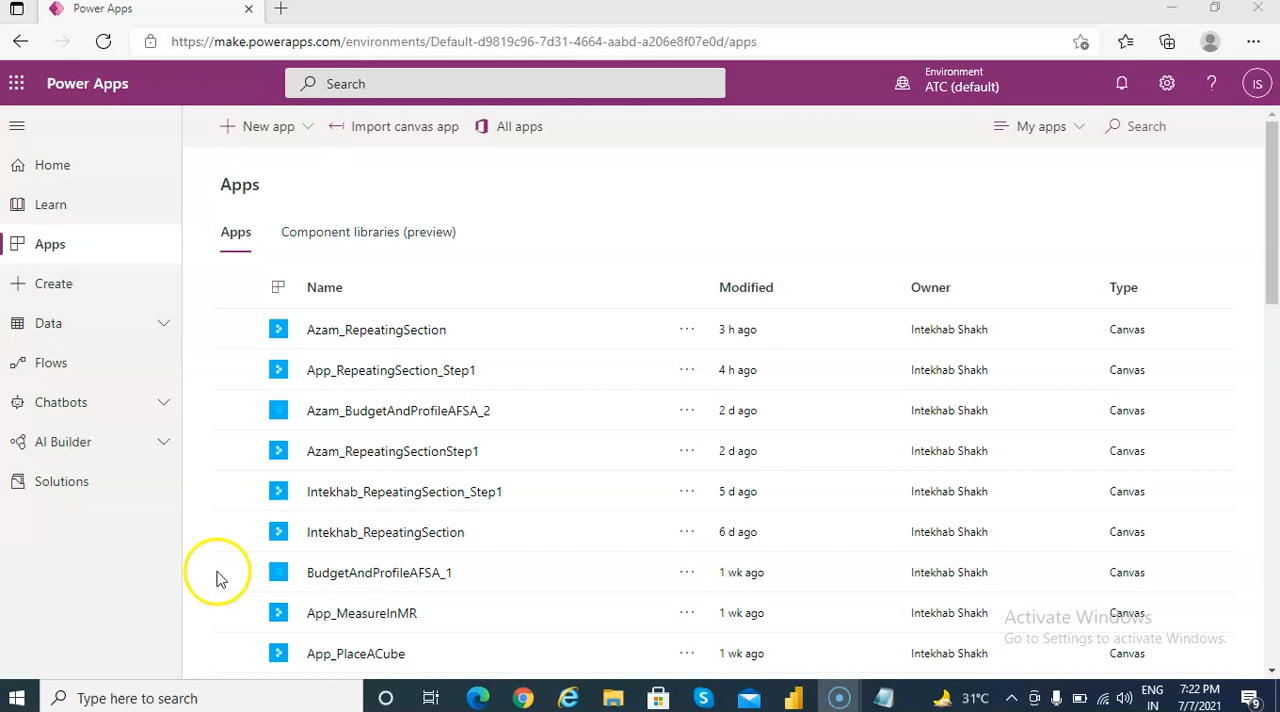 Power Apps
https://make.powerapps.com/environments/Default-d9819c96-7d31-4664-aabd-a206e8f07e0d/apps
Power Apps
Search
Environment
ATC (default)
IS
New app
Import canvas app
All apps
My apps
Search
Home
Learn
Apps
Create
Data
Flows
Chatbots
AI Builder
Solutions
Apps
Apps Component libraries (preview)
Name Modified Owner Type
Azam_RepeatingSection ... 3 h ago Intekhab Shakh Canvas
App_RepeatingSection_Step1 ... 4 h ago Intekhab Shakh Canvas
Azam_BudgetAndProfileAFSA_2 ... 2 d ago Intekhab Shakh Canvas
Azam_RepeatingSectionStep1 ... 2 d ago Intekhab Shakh Canvas
Intekhab_RepeatingSection_Step1 ... 5 d ago Intekhab Shakh Canvas
Intekhab_RepeatingSection ... 6 d ago Intekhab Shakh Canvas
BudgetAndProfileAFSA_1 ... 1 wk ago Intekhab Shakh Canvas
App_MeasureInMR ... 1 wk ago Intekhab Shakh Canvas
App_PlaceACube ... 1 wk ago Intekhab Shakh Canvas
Activate Windows
Go to Settings to activate Windows.
Type here to search
31°C
ENG
IN
7:22 PM
7/7/2021
9